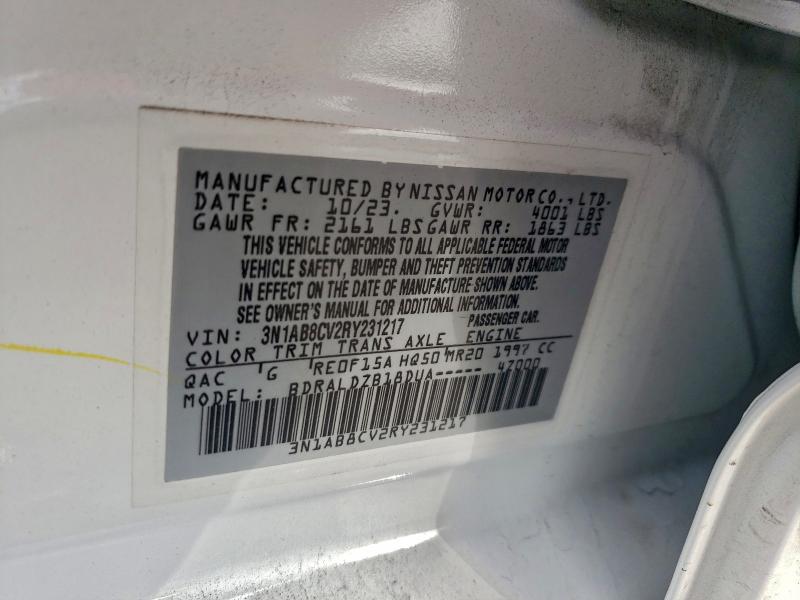 MANUFACTURED BY NISSAN MOTOR CO., LTD.
DATE: 10/23. GVWR: 4001 LBS
GAWR FR: 2161 LBS GAWR RR: 1863 LBS
THIS VEHICLE CONFORMS TO ALL APPLICABLE FEDERAL MOTOR
VEHICLE SAFETY, BUMPER AND THEFT PREVENTION STANDARDS
IN EFFECT ON THE DATE OF MANUFACTURE SHOWN ABOVE.
SEE OWNER'S MANUAL FOR ADDITIONAL INFORMATION.
VIN: 3N1AB8CV2RY231217 PASSENGER CAR.
COLOR TRIM TRANS AXLE ENGINE
QAC G RE0F15A HQ50 MR20 1997 CC
MODEL: BDRALDZB18DUA----- 4Z000
3N1AB8CV2RY231217